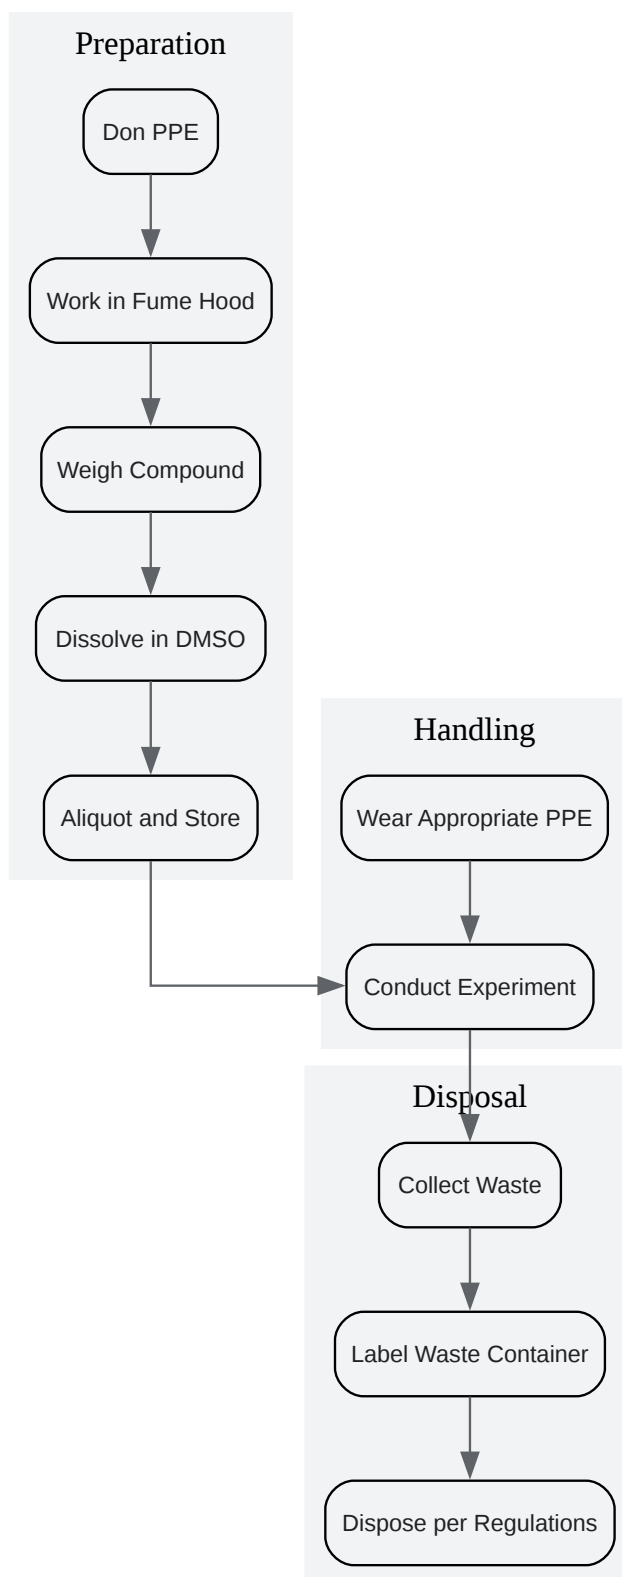 Preparation
Don PPE
Work in Fume Hood
Weigh Compound
Dissolve in DMSO
Aliquot and Store
Handling
Wear Appropriate PPE
Conduct Experiment
Disposal
Collect Waste
Label Waste Container
Dispose per Regulations